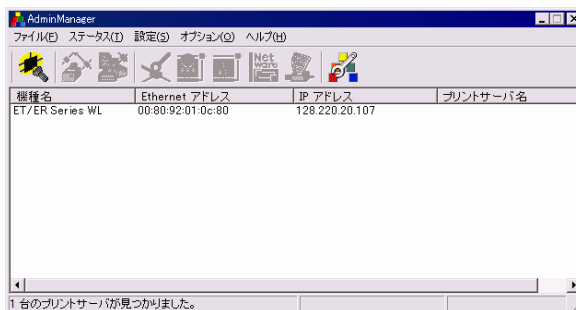 AdminManager
ファイル(F) ステータス(T) 設定(S) オプション(O) ヘルプ(H)
Net ware
機種名 Ethernet アドレス IP アドレス プリントサーバ名
ET/ER Series WL 00:80:92:01:0c:80 128.220.20.107
1 台のプリントサーバが見つかりました。